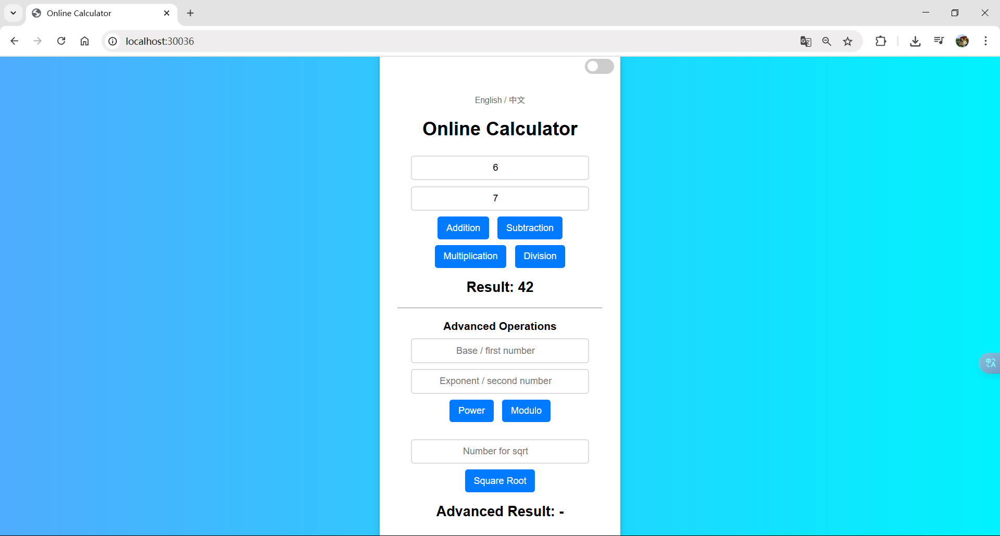 Online Calculator
localhost:30036
English / 中文
Online Calculator
6
7
Addition Subtraction
Multiplication Division
Result: 42
Advanced Operations
Base / first number
Exponent / second number
Power Modulo
Number for sqrt
Square Root
Advanced Result: -